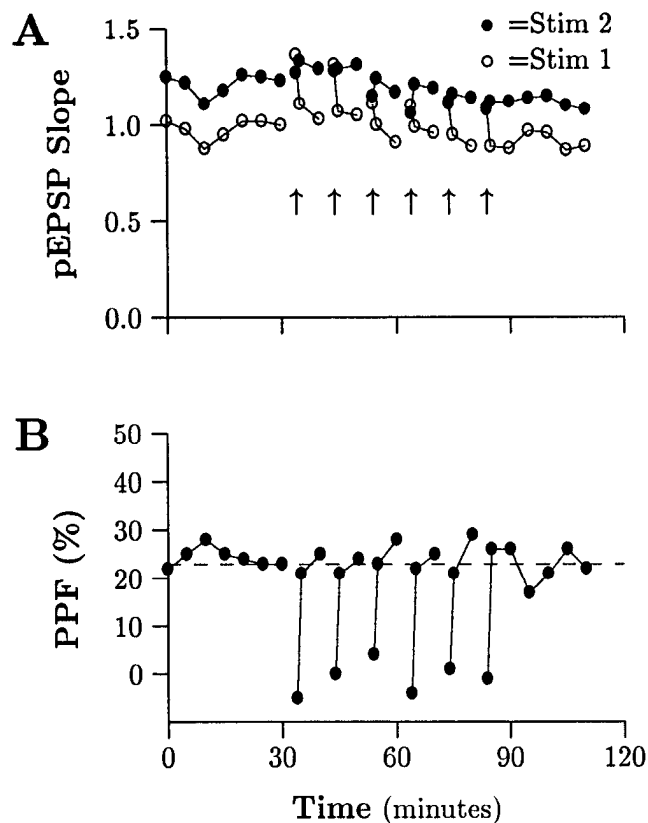 A
● =Stim 2
○ =Stim 1
pEPSP Slope
1.5
1.0
0.5
0.0
↑ ↑ ↑ ↑ ↑ ↑
B
PPF (%)
50
40
30
20
10
0
0 30 60 90 120
Time (minutes)